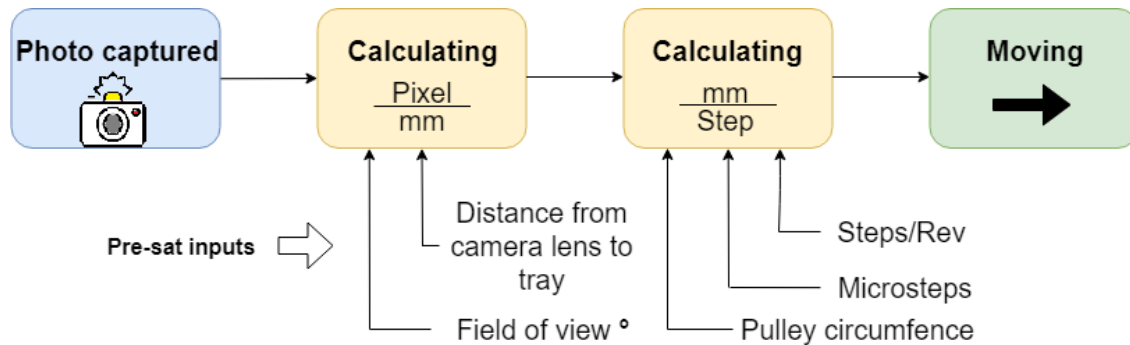 Photo captured
Calculating
Pixel
mm
Calculating
mm
Step
Moving
Pre-sat inputs
Distance from
camera lens to
tray
Field of view °
Steps/Rev
Microsteps
Pulley circumfence